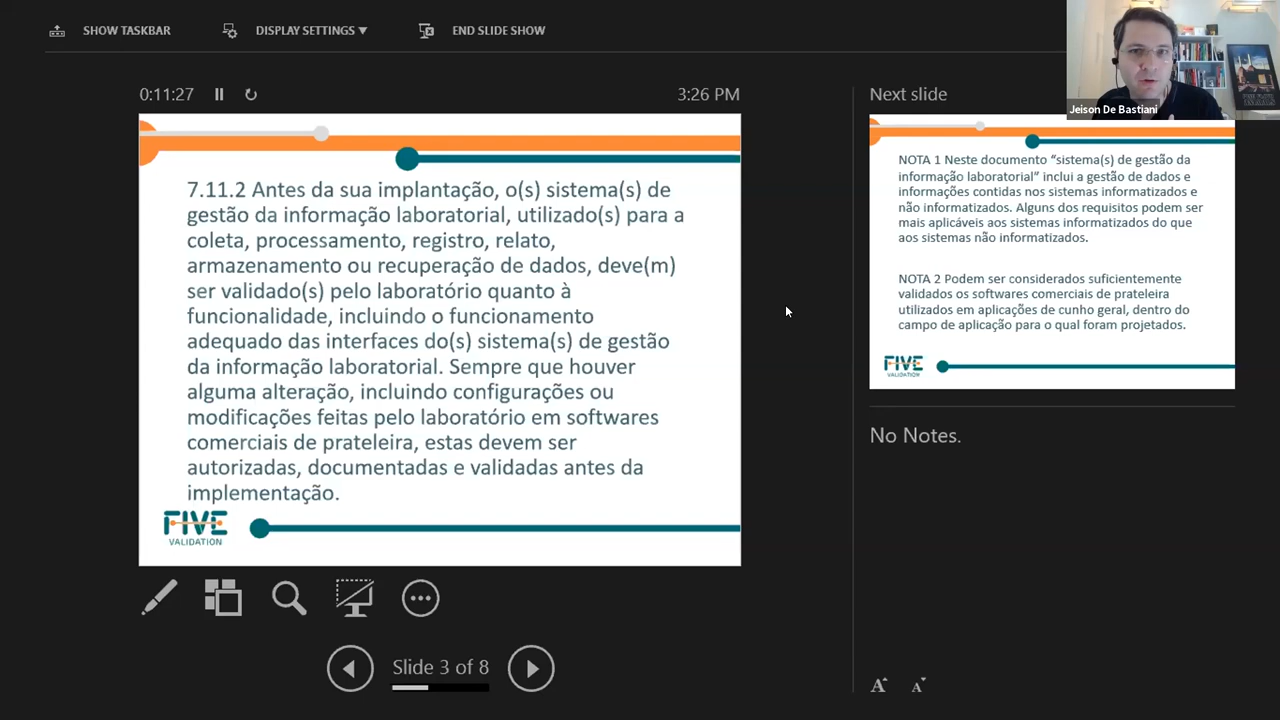 SHOW TASKBAR
DISPLAY SETTINGS ▾
END SLIDE SHOW
Jeison De Bastiani
0:11:27
3:26 PM
7.11.2 Antes da sua implantação, o(s) sistema(s) de
gestão da informação laboratorial, utilizado(s) para a
coleta, processamento, registro, relato,
armazenamento ou recuperação de dados, deve(m)
ser validado(s) pelo laboratório quanto à
funcionalidade, incluindo o funcionamento
adequado das interfaces do(s) sistema(s) de gestão
da informação laboratorial. Sempre que houver
alguma alteração, incluindo configurações ou
modificações feitas pelo laboratório em softwares
comerciais de prateleira, estas devem ser
autorizadas, documentadas e validadas antes da
implementação.
FIVE
VALIDATION
Slide 3 of 8
Next slide
NOTA 1 Neste documento “sistema(s) de gestão da
informação laboratorial” inclui a gestão de dados e
informações contidas nos sistemas informatizados e
não informatizados. Alguns dos requisitos podem ser
mais aplicáveis aos sistemas informatizados do que
aos sistemas não informatizados.
NOTA 2 Podem ser considerados suficientemente
validados os softwares comerciais de prateleira
utilizados em aplicações de cunho geral, dentro do
campo de aplicação para o qual foram projetados.
FIVE
VALIDATION
No Notes.
A A